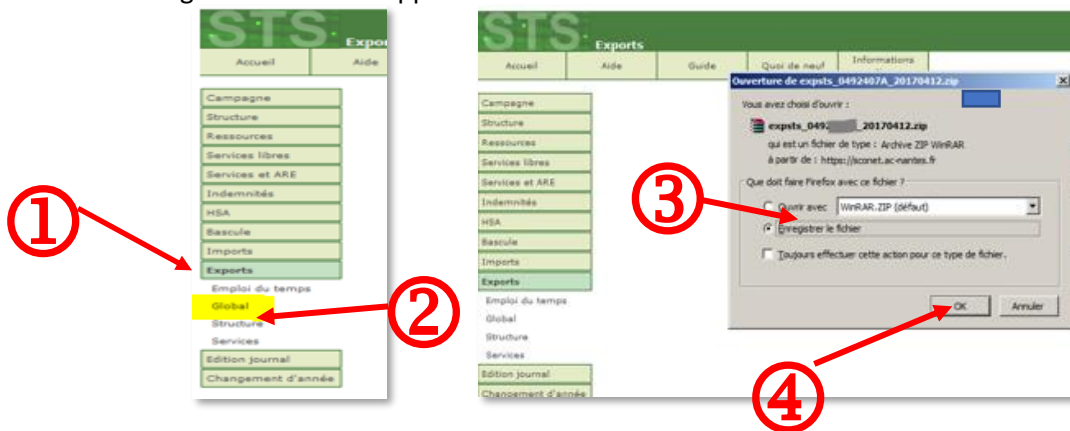 STS
Accueil
Aide
Campagne
Structure
Ressources
Services libres
Services et ARE
Indemnités
HSA
Bascule
Imports
Exports
Emploi du temps
Global
Structure
Services
Edition journal
Changement d'année
①
②
STS Exports
Accueil Aide Guide Quoi de neuf Informations
Campagne
Structure
Ressources
Services libres
Services et ARE
Indemnités
HSA
Bascule
Imports
Exports
Emploi du temps
Global
Structure
Services
Edition journal
Changement d'année
Ouverture de expsts_0492407A_20170412.zip
Vous avez choisi d'ouvrir :
expsts_049 _20170412.zip
qui est un fichier de type : Archive ZIP WinRAR
à partir de : https://sconet.ac-nantes.fr
Que doit faire Firefox avec ce fichier ?
Ouvrir avec WinRAR.ZIP (défaut)
Enregistrer le fichier
Toujours effectuer cette action pour ce type de fichier.
OK Annuler
③
④